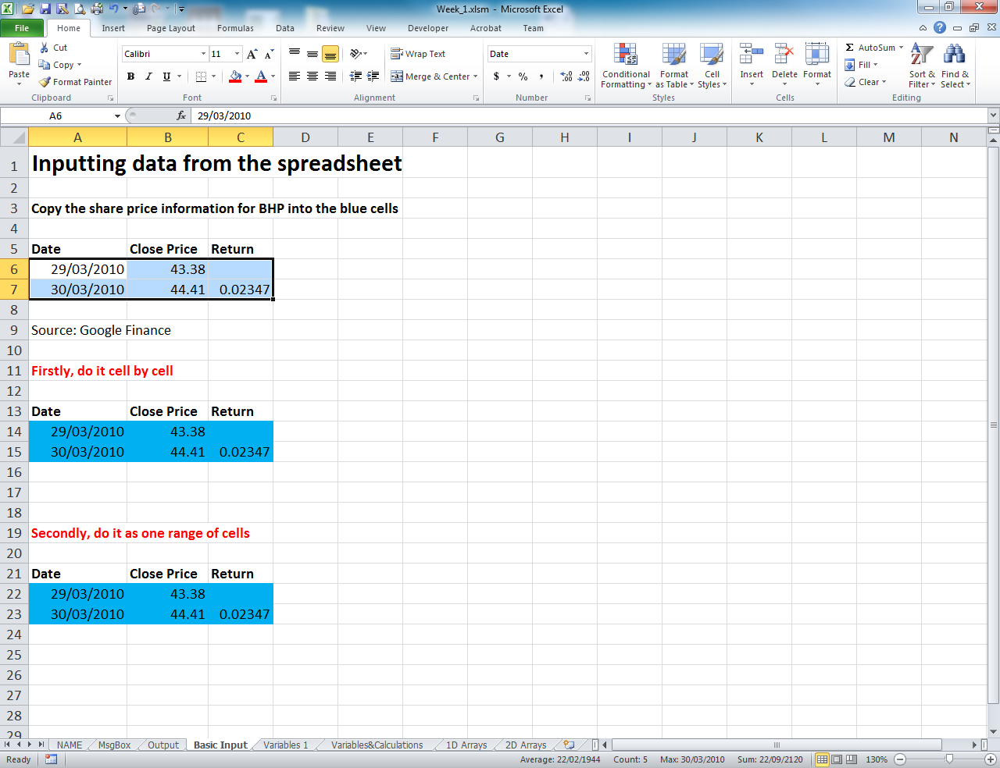 Week_1.xlsm - Microsoft Excel
File Home Insert Page Layout Formulas Data Review View Developer Acrobat Team
Paste Cut Copy Format Painter Clipboard
Calibri 11 B I U Font
Wrap Text Merge & Center Alignment
Date $ % , Number
Conditional Formatting Format as Table Cell Styles Styles
Insert Delete Format Cells
Σ AutoSum Fill Clear Sort & Filter Find & Select Editing
A6 fx 29/03/2010
A B C D E F G H I J K L M N
1 Inputting data from the spreadsheet
2
3 Copy the share price information for BHP into the blue cells
4
5 Date Close Price Return
6 29/03/2010 43.38
7 30/03/2010 44.41 0.02347
8
9 Source: Google Finance
10
11 Firstly, do it cell by cell
12
13 Date Close Price Return
14 29/03/2010 43.38
15 30/03/2010 44.41 0.02347
16
17
18
19 Secondly, do it as one range of cells
20
21 Date Close Price Return
22 29/03/2010 43.38
23 30/03/2010 44.41 0.02347
24
25
26
27
28
29
NAME MsgBox Output Basic Input Variables 1 Variables&Calculations 1D Arrays 2D Arrays
Ready Average: 22/02/1944 Count: 5 Max: 30/03/2010 Sum: 22/09/2120 130%